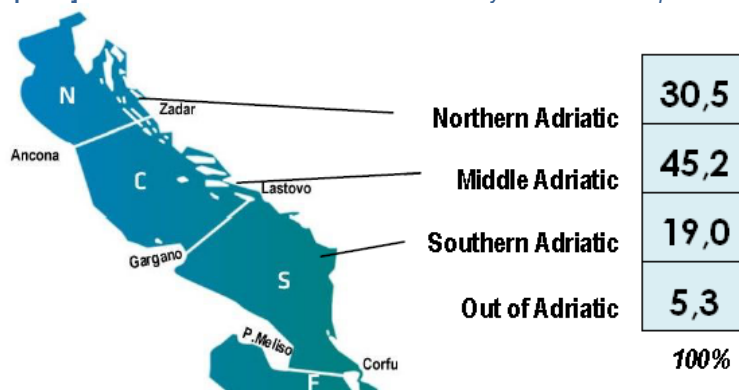 N
Zadar
Ancona
C
Lastovo
Gargano
S
P.Meliso
Corfu
Northern Adriatic 30,5
Middle Adriatic 45,2
Southern Adriatic 19,0
Out of Adriatic 5,3
100%